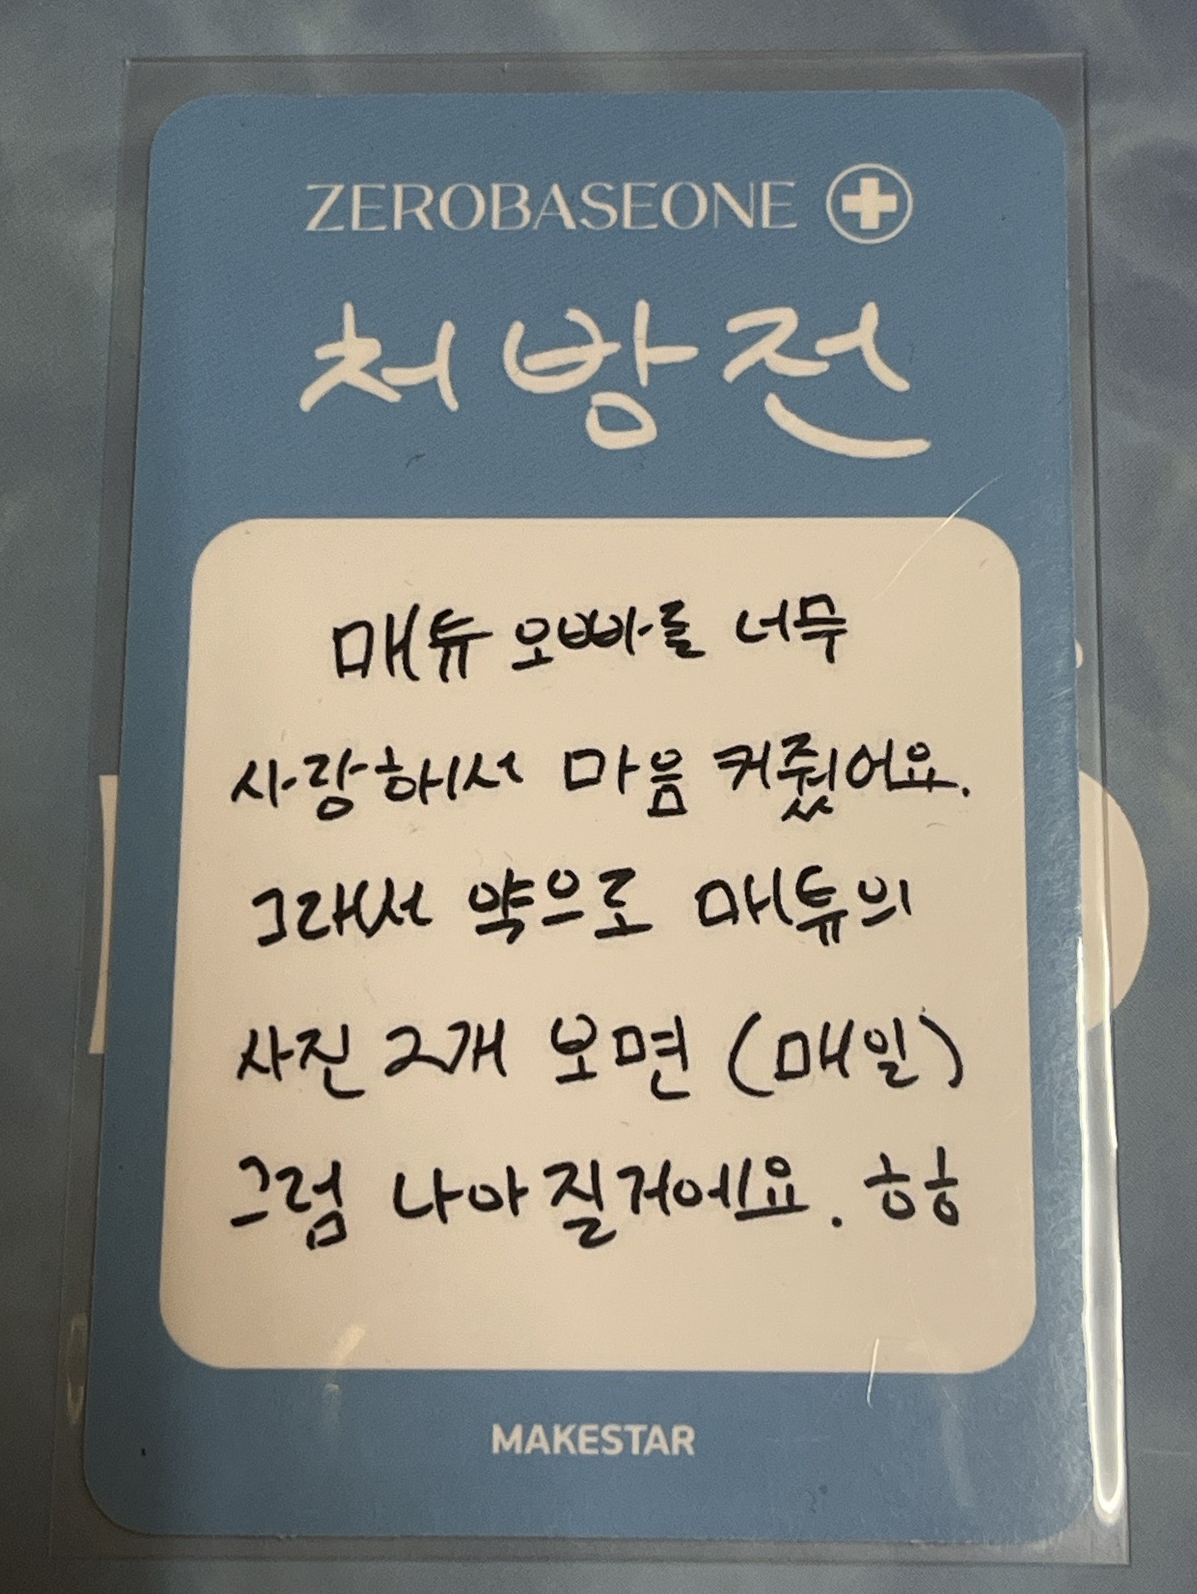 ZEROBASEONE
처방전
매튜 오빠를 너무
사랑해서 마음 커줬어요.
그래서 약으로 매튜의
사진 2개 보면 (매일)
그럼 나아질거에요. ㅎㅎ
MAKESTAR